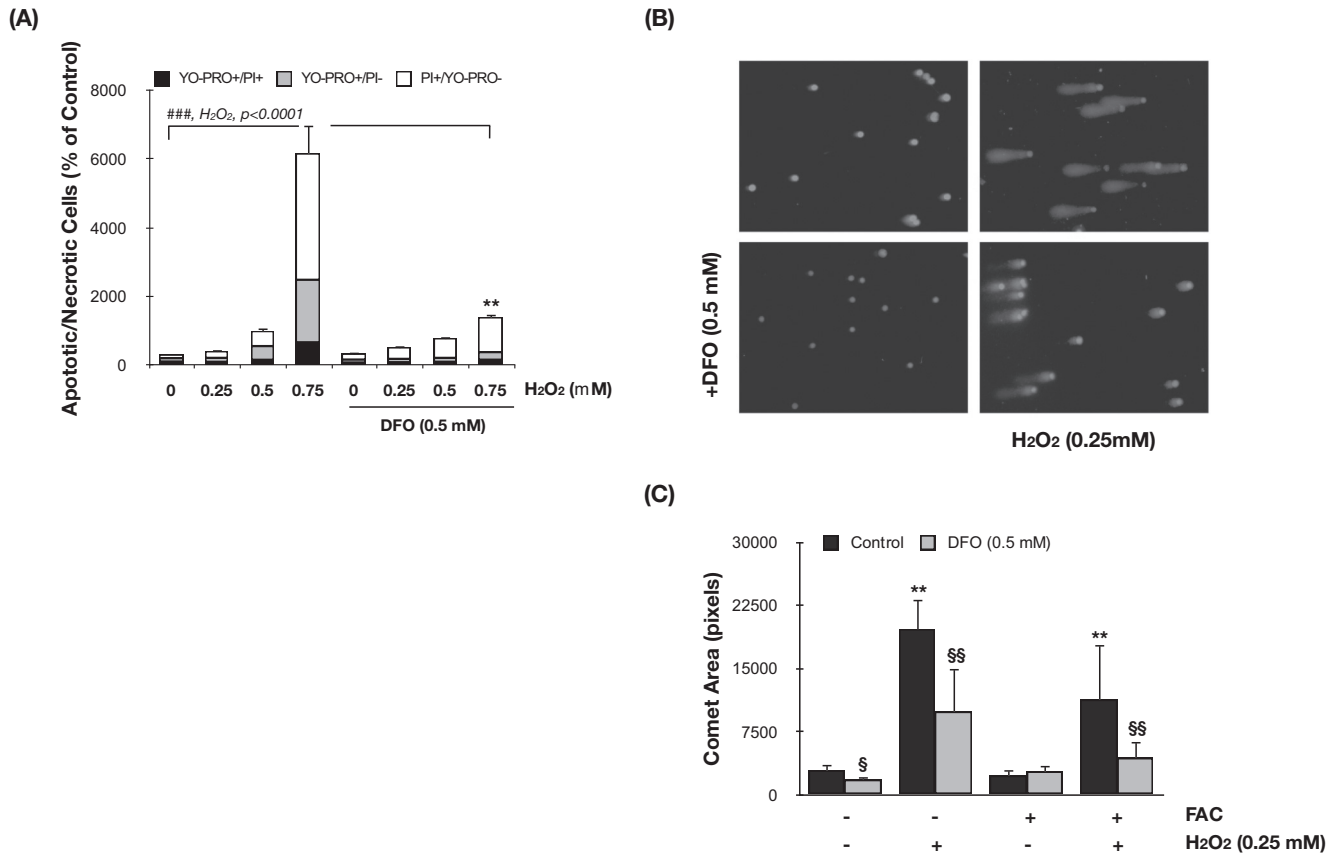 (A)
Apototic/Necrotic Cells (% of Control)
YO-PRO+/PI+ YO-PRO+/PI- PI+/YO-PRO-
8000
###, H2O2, p<0.0001
6000
4000
2000
**
0
0 0.25 0.5 0.75 0 0.25 0.5 0.75 H2O2 (mM)
DFO (0.5 mM)
(B)
+DFO (0.5 mM)
H2O2 (0.25mM)
(C)
Comet Area (pixels)
30000
Control DFO (0.5 mM)
**
22500
§§
**
15000
§§
7500
§
0
- - + + FAC
- + - + H2O2 (0.25 mM)